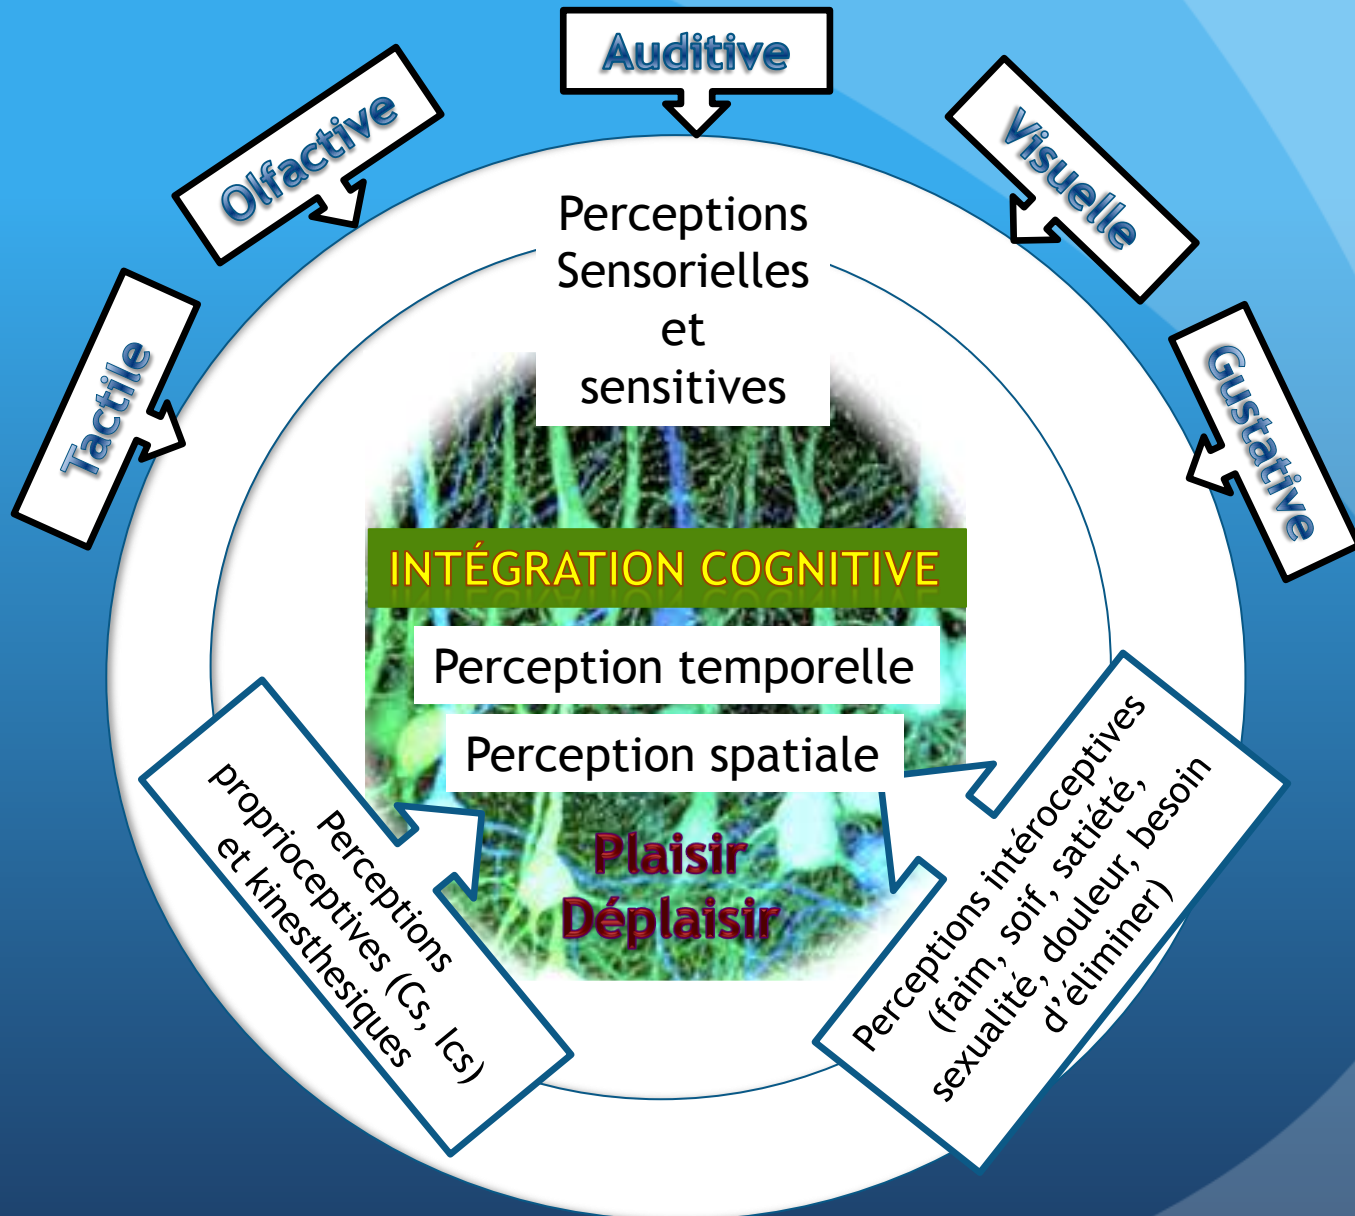 Auditive
Olfactive
Visuelle
Tactile
Gustative
Perceptions
Sensorielles
et
sensitives
INTÉGRATION COGNITIVE
Perception temporelle
Perception spatiale
Plaisir
Déplaisir
Perceptions
proprioceptives (Cs, Ics)
et kinesthesiques
Perceptions intéroceptives
(faim, soif, satiété,
sexualité, douleur, besoin
d’éliminer)